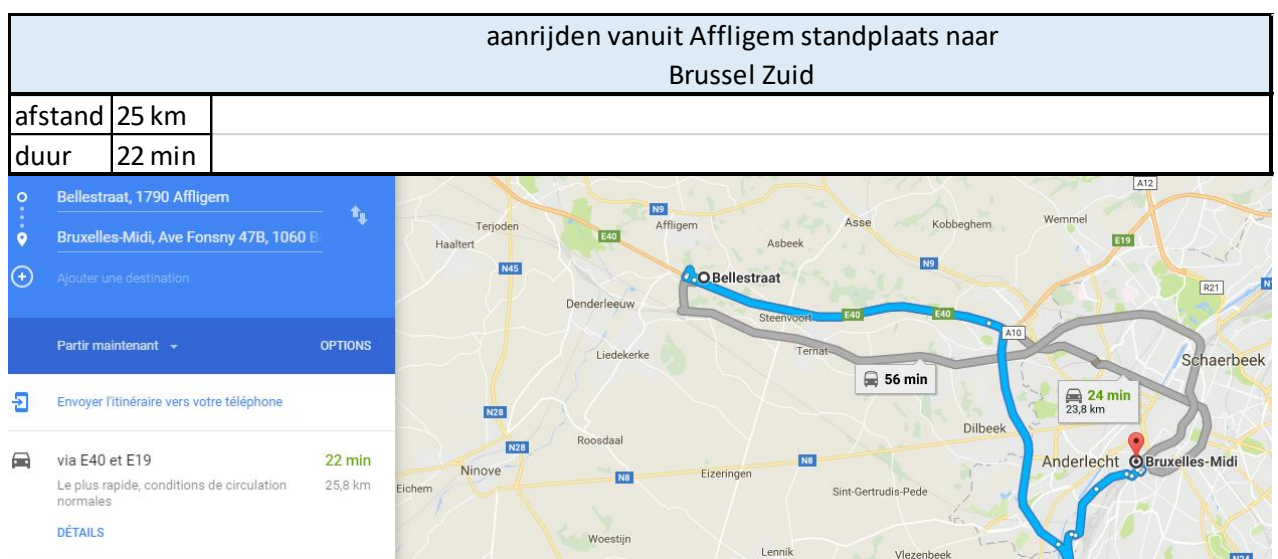 aanrijden vanuit Affligem standplaats naar
Brussel Zuid
afstand 25 km
duur 22 min
Bellestraat, 1790 Affligem
Bruxelles-Midi, Ave Fonsny 47B, 1060 B
Ajouter une destination
Partir maintenant
OPTIONS
Envoyer l'itinéraire vers votre téléphone
via E40 et E19 22 min
Le plus rapide, conditions de circulation 25,8 km
normales
DÉTAILS
A12
N9
Terjoden
Affligem
Asse
Kobbeghem
Wemmel
E40
Haaltert
Asbeek
E19
N45
N9
Bellestraat
R21
Denderleeuw
Steenvoort
E40
E40
A10
Liedekerke
Ternat
Schaerbeek
56 min
24 min
23,8 km
N28
Dilbeek
Roosdaal
N28
Ninove
N8
Eizeringen
N8
Anderlecht
Bruxelles-Midi
Eichem
Sint-Gertrudis-Pede
Woestijn
Lennik
Vlezenbeek
N24